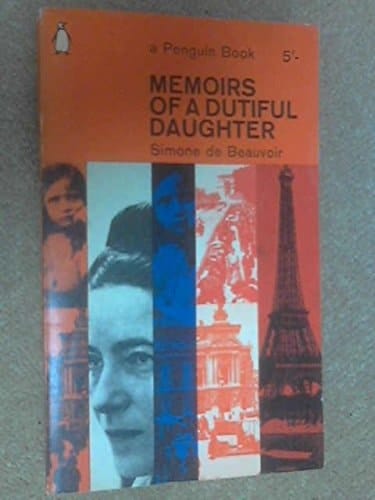 a Penguin Book 5'-
MEMOIRS
OF A DUTIFUL
DAUGHTER
Simone de Beauvoir